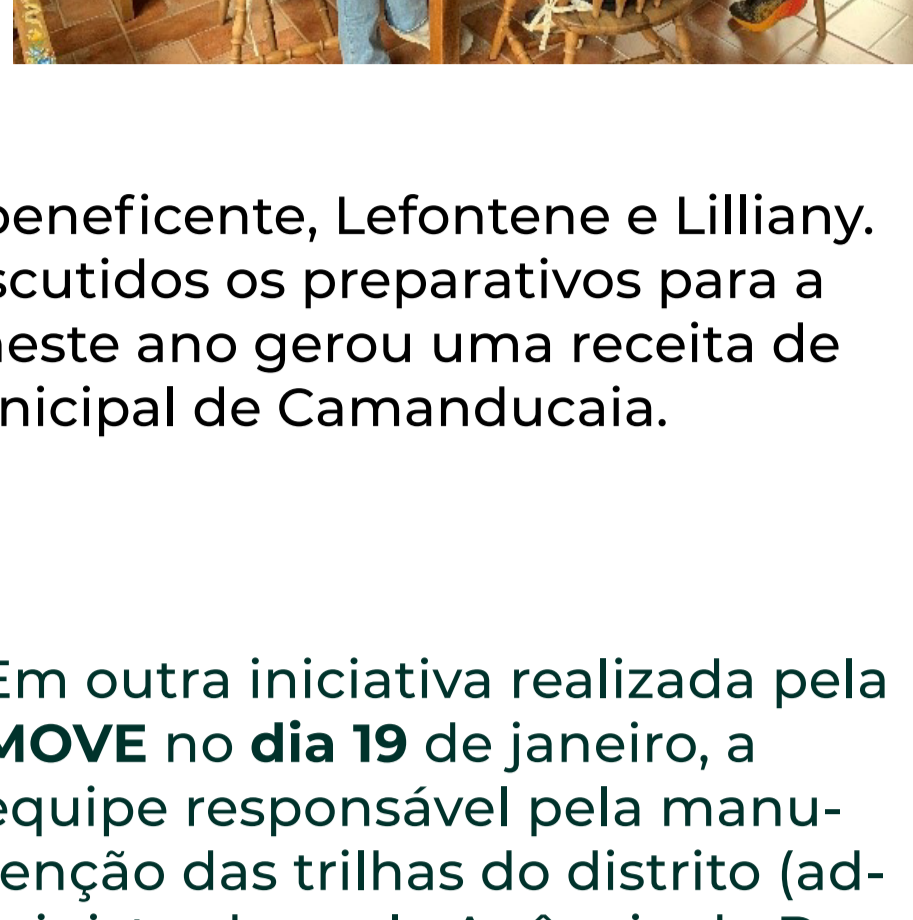 beneficente, Lefontene e Lilliany.
scutidos os preparativos para a
neste ano gerou uma receita de
nicipal de Camanducaia.
Em outra iniciativa realizada pela
MOVE no dia 19 de janeiro, a
equipe responsável pela manu-
tenção das trilhas do distrito (ad-